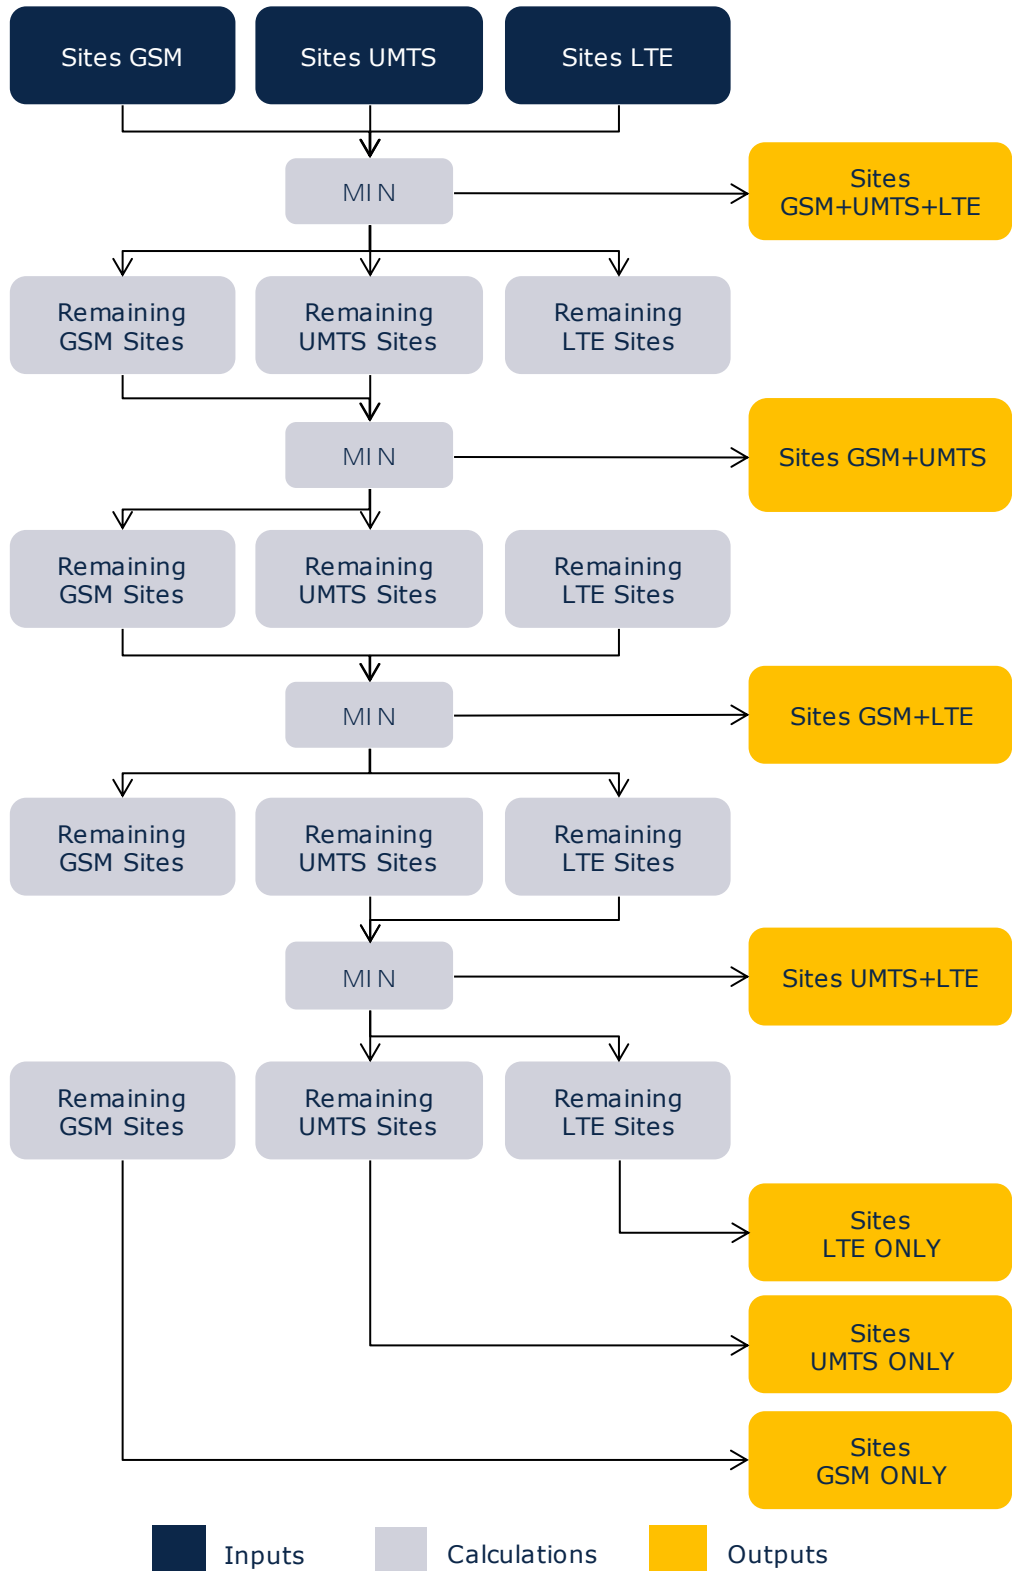 Sites GSM
Sites UMTS
Sites LTE
MIN
Sites
GSM+UMTS+LTE
Remaining
GSM Sites
Remaining
UMTS Sites
Remaining
LTE Sites
MIN
Sites GSM+UMTS
Remaining
GSM Sites
Remaining
UMTS Sites
Remaining
LTE Sites
MIN
Sites GSM+LTE
Remaining
GSM Sites
Remaining
UMTS Sites
Remaining
LTE Sites
MIN
Sites UMTS+LTE
Remaining
GSM Sites
Remaining
UMTS Sites
Remaining
LTE Sites
Sites
LTE ONLY
Sites
UMTS ONLY
Sites
GSM ONLY
Inputs
Calculations
Outputs